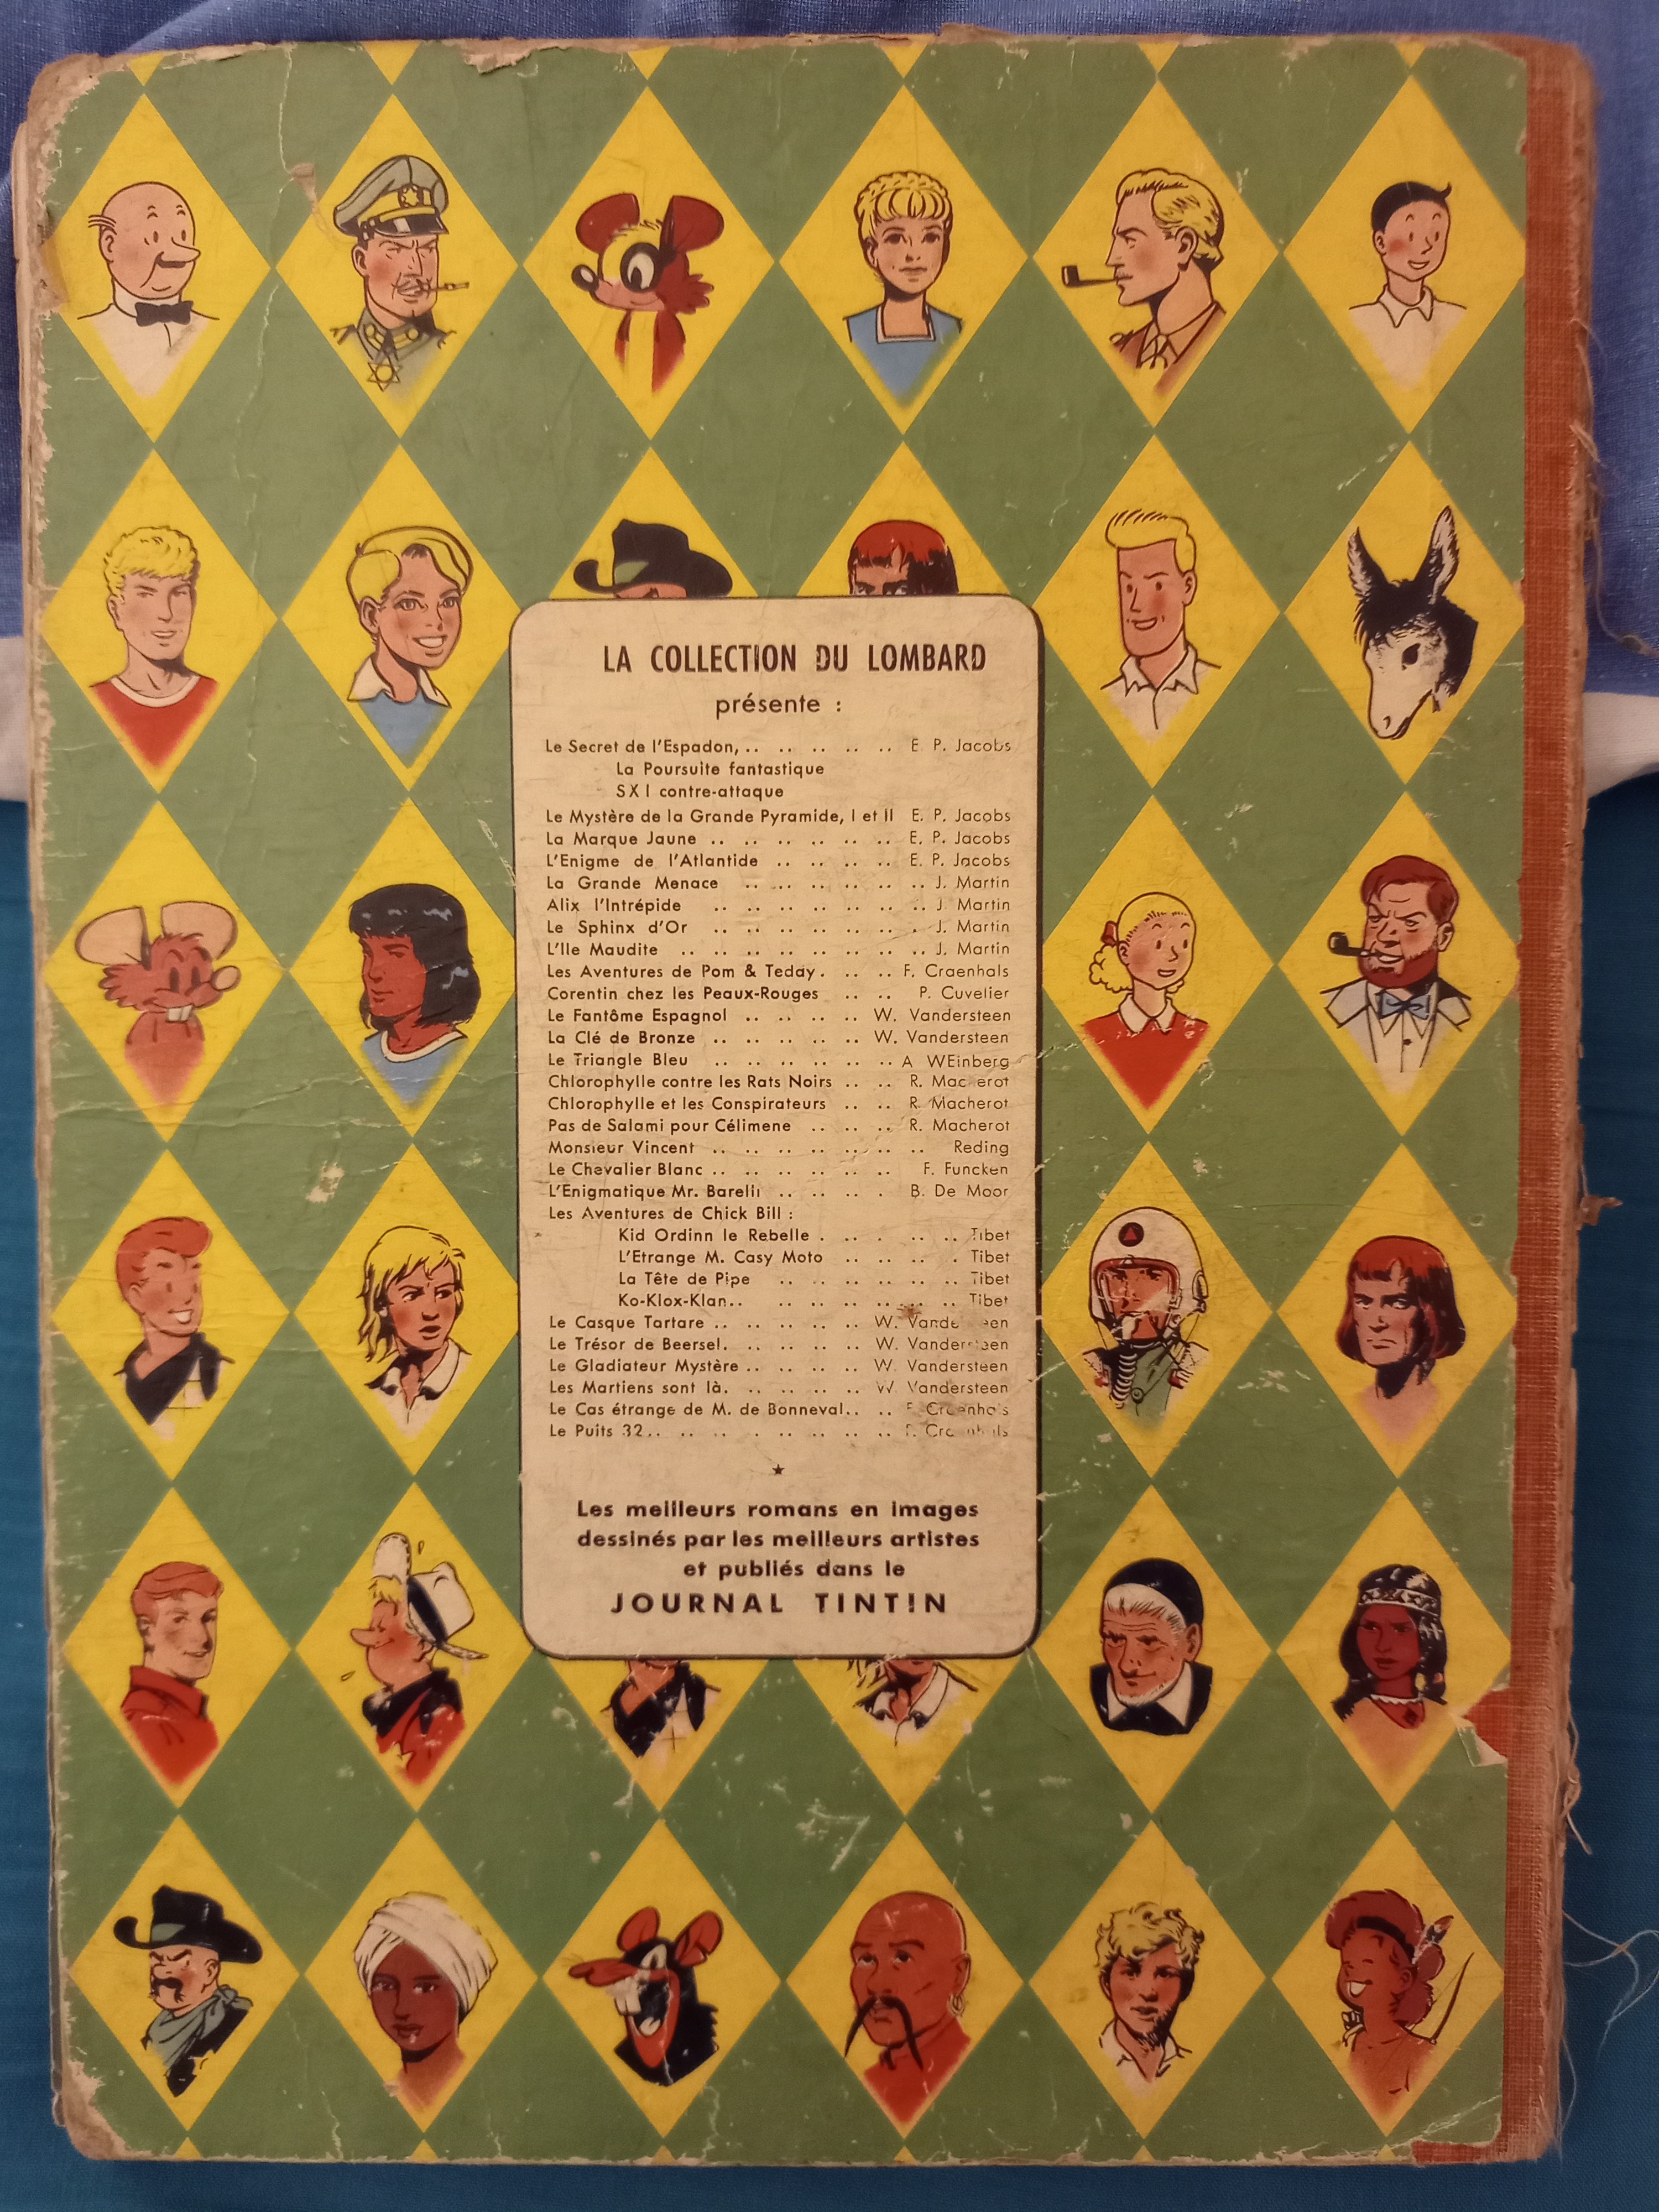 LA COLLECTION DU LOMBARD
présente :
Le Secret de l'Espadon, .. .. .. .. .. E. P. Jacobs
La Poursuite fantastique
SX I contre-attaque
Le Mystère de la Grande Pyramide, I et II E. P. Jacobs
La Marque Jaune .. .. .. .. .. .. E. P. Jacobs
L'Enigme de l'Atlantide .. .. .. .. E. P. Jacobs
La Grande Menace .. .. .. .. .. .. J. Martin
Alix l'Intrépide .. .. .. .. .. .. .. J Martin
Le Sphinx d'Or .. .. .. .. .. .. . J. Martin
L'Ile Maudite .. .. .. .. .. .. .. .. J. Martin
Les Aventures de Pom & Teday. .. .. F. Craenhals
Corentin chez les Peaux-Rouges .. .. P. Cuvelier
Le Fantôme Espagnol .. .. .. .. W. Vandersteen
La Clé de Bronze .. .. .. .. .. W. Vandersteen
Le Triangle Bleu .. .. .. .. .. .. A WEinberg
Chlorophylle contre les Rats Noirs .. .. R. Macherot
Chlorophylle et les Conspirateurs .. .. R. Macherot
Pas de Salami pour Célimene .. .. .. R. Macherot
Monsieur Vincent .. .. .. .. .. .. .. Reding
Le Chevalier Blanc .. .. .. .. .. .. F. Funcken
L'Enigmatique Mr. Barelli .. .. .. . B. De Moor
Les Aventures de Chick Bill :
Kid Ordinn le Rebelle . .. . .. .. Tibet
L'Etrange M. Casy Moto .. .. .. . Tibet
La Tête de Pipe .. .. .. .. .. .. Tibet
Ko-Klox-Klan.. .. .. .. .. .. .. Tibet
Le Casque Tartare .. .. .. .. .. W. Vandersteen
Le Trésor de Beersel. .. .. .. .. W. Vandersteen
Le Gladiateur Mystère .. .. .. .. W. Vandersteen
Les Martiens sont là. .. .. .. .. W. Vandersteen
Le Cas étrange de M. de Bonneval.. .. F. Craenhals
Le Puits 32.. .. .. . .. .. .. .. F. Craenhals
Les meilleurs romans en images
dessinés par les meilleurs artistes
et publiés dans le
JOURNAL TINTIN